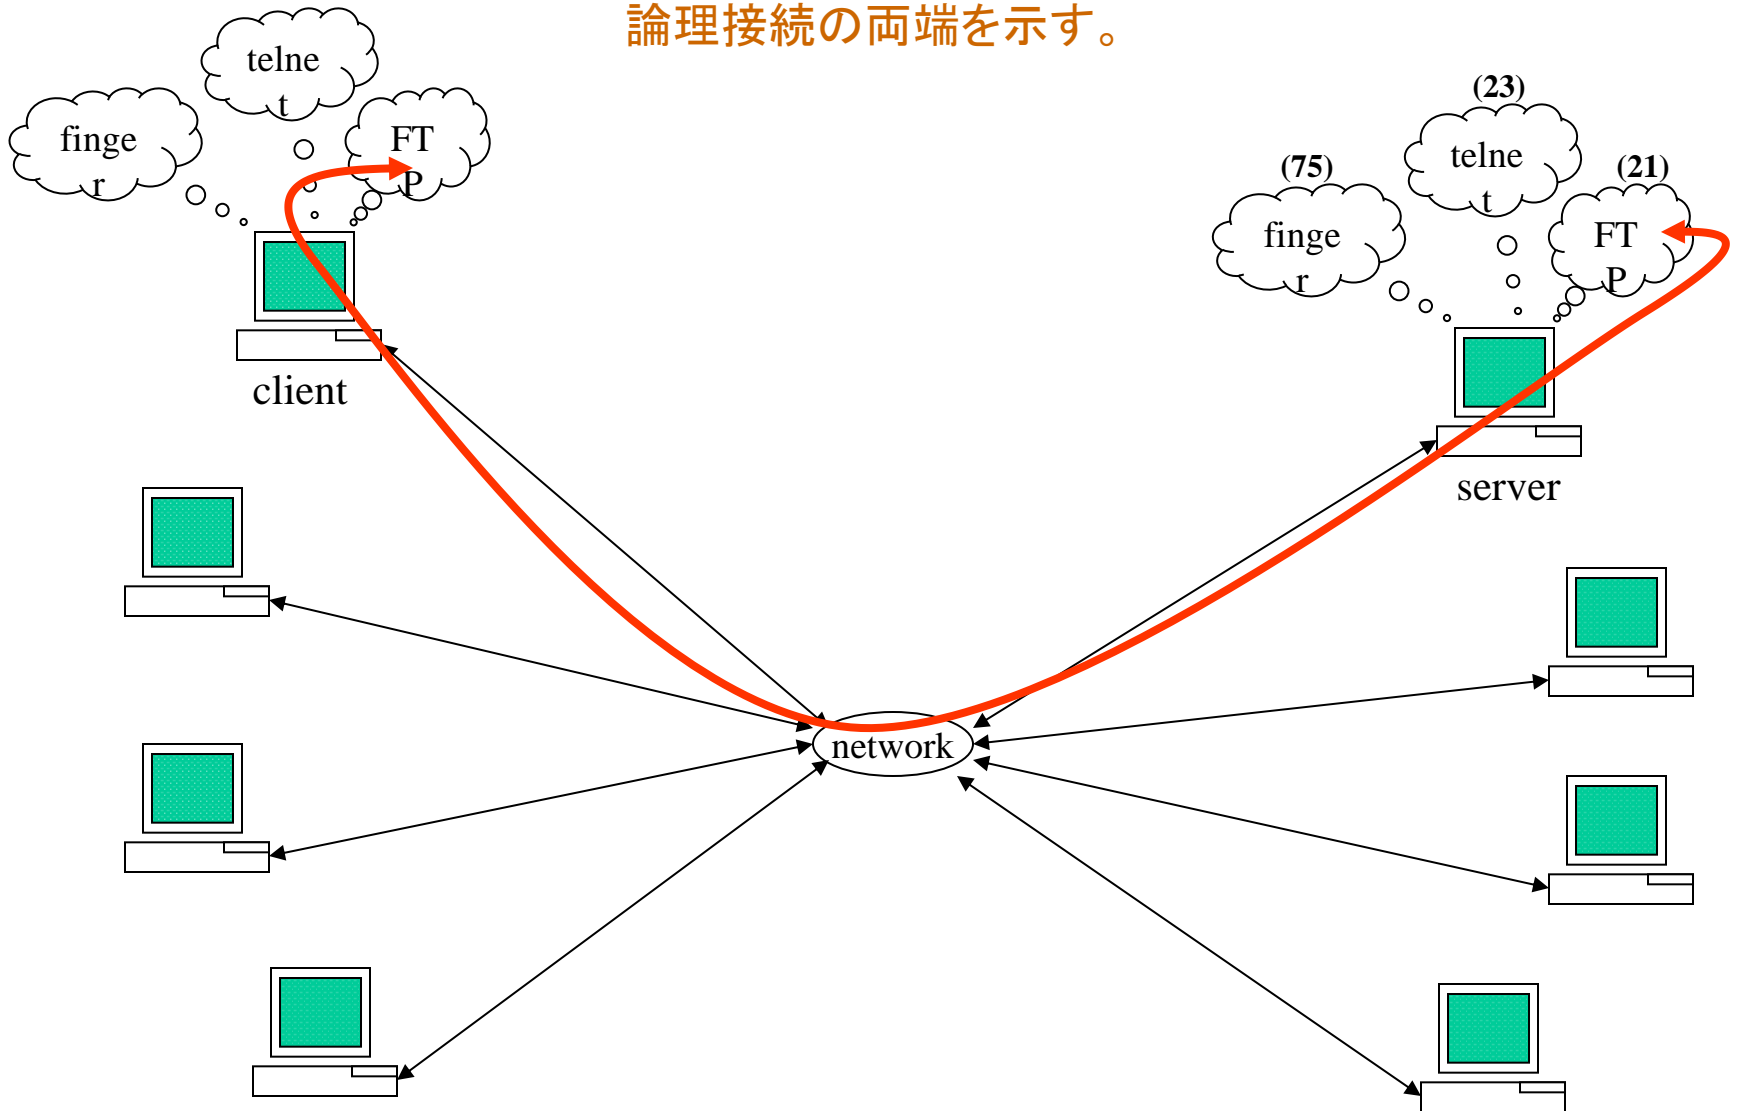 論理接続の両端を示す。
telne
t
finge
r
FT
P
client
(23)
telne
t
(75)
finge
r
(21)
FT
P
server
network